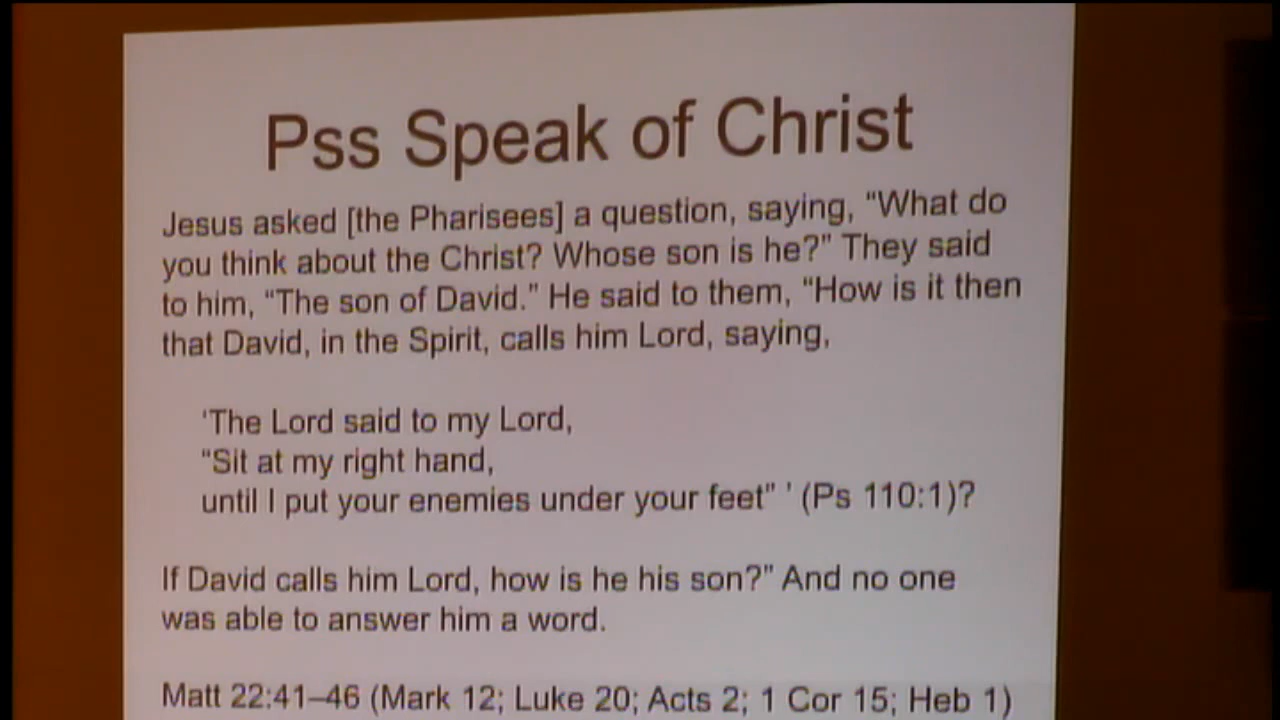 Pss Speak of Christ
Jesus asked [the Pharisees] a question, saying, “What do
you think about the Christ? Whose son is he?” They said
to him, “The son of David.” He said to them, “How is it then
that David, in the Spirit, calls him Lord, saying,
‘The Lord said to my Lord,
“Sit at my right hand,
until I put your enemies under your feet” ’ (Ps 110:1)?
If David calls him Lord, how is he his son?” And no one
was able to answer him a word.
Matt 22:41–46 (Mark 12; Luke 20; Acts 2; 1 Cor 15; Heb 1)